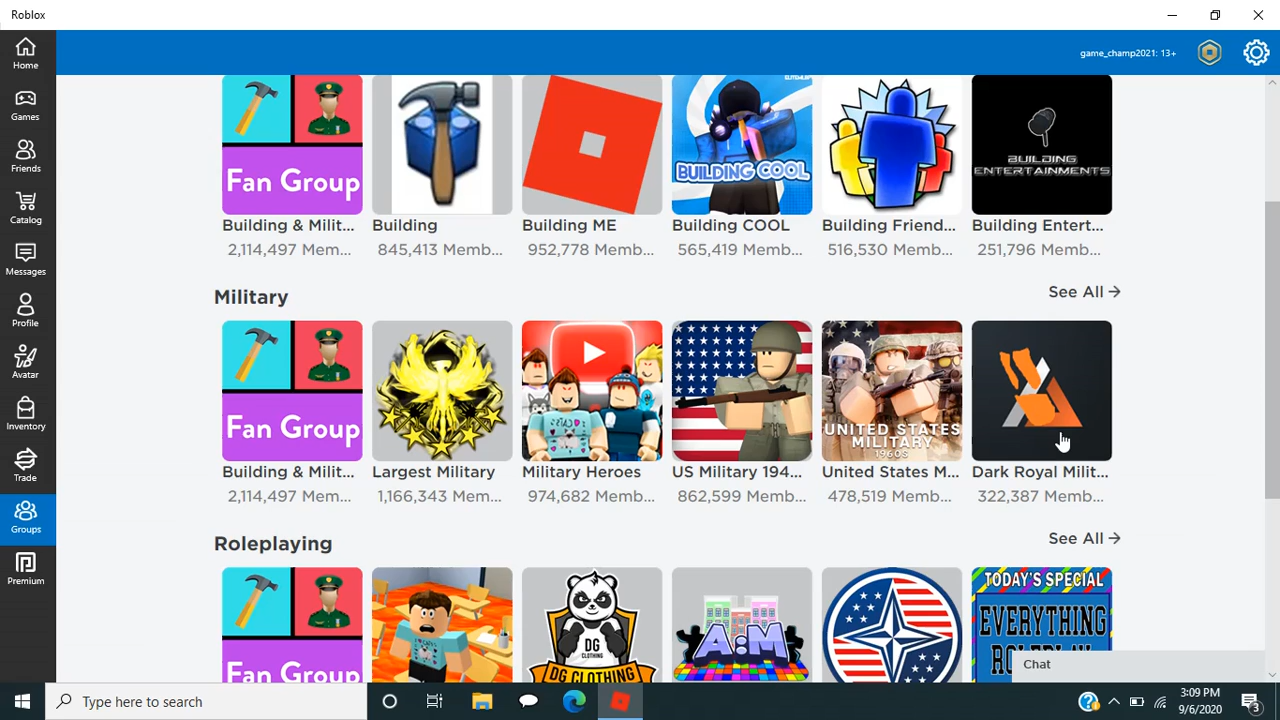 Roblox
game_champ2021: 13+
Home
Games
Friends
Catalog
Messages
Profile
Avatar
Inventory
Trade
Groups
Premium
Fan Group
BUILDING COOL
BUILDING
ENTERTAINMENTS
Building & Milit...
Building
Building ME
Building COOL
Building Friend...
Building Entert...
2,114,497 Mem...
845,413 Memb...
952,778 Memb...
565,419 Memb...
516,530 Memb...
251,796 Memb...
Military
See All →
Fan Group
UNITED STATES
MILITARY
1960s
Building & Milit...
Largest Military
Military Heroes
US Military 194...
United States M...
Dark Royal Milit...
2,114,497 Mem...
1,166,343 Mem...
974,682 Memb...
862,599 Memb...
478,519 Memb...
322,387 Memb...
Roleplaying
See All →
Fan Group
DG
DG CLOTHING
A:M
TODAY'S SPECIAL
EVERYTHING
Chat
Type here to search
3:09 PM
9/6/2020
3